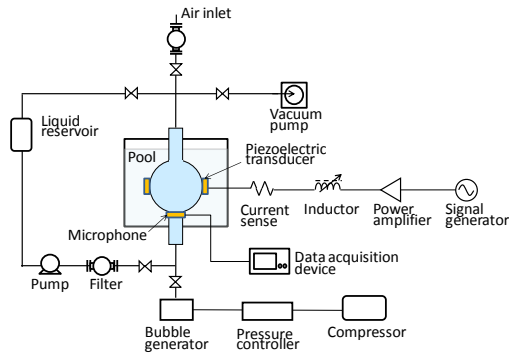 Air inlet
Liquid
reservoir
Vacuum
pump
Pool
Piezoelectric
transducer
Current
sense
Inductor
Power
amplifier
Signal
generator
Microphone
Data acquisition
device
Pump
Filter
Bubble
generator
Pressure
controller
Compressor